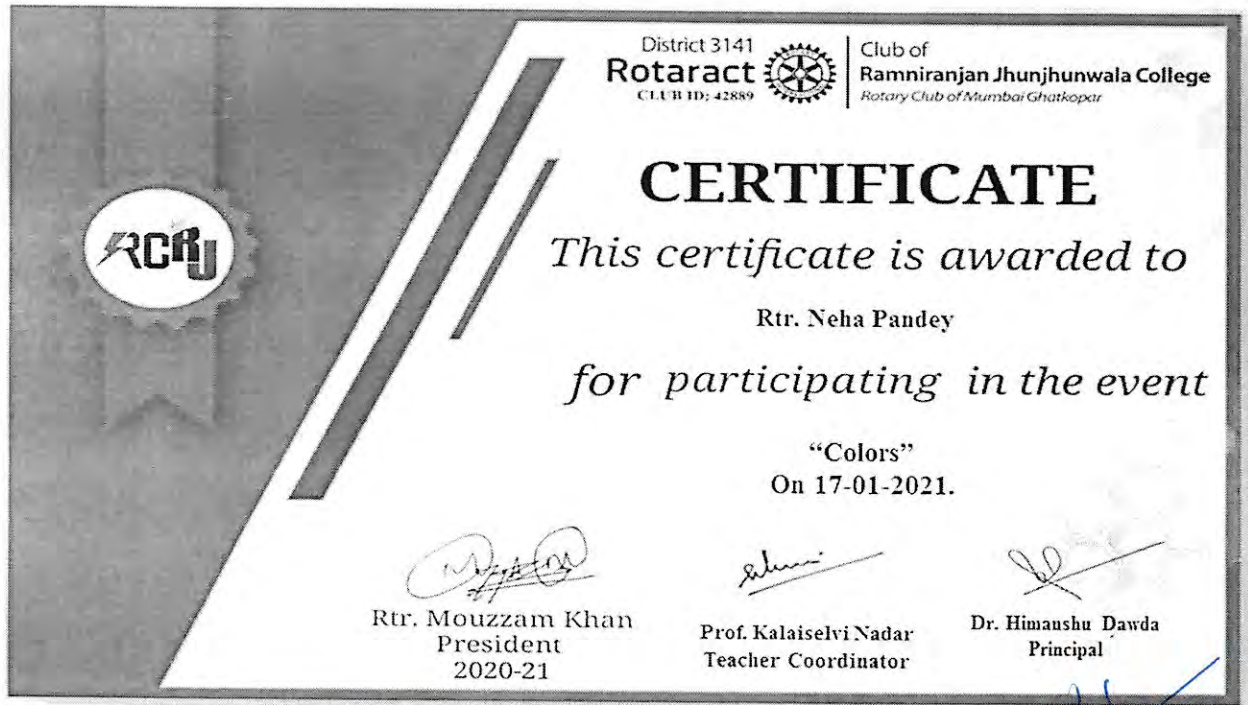 District 3141
Rotaract
CLUB ID: 42889
Club of
Ramniranjan Jhunjhunwala College
Rotary Club of Mumbai Ghatkopar
RCRJ
CERTIFICATE
This certificate is awarded to
Rtr. Neha Pandey
for participating in the event
“Colors”
On 17-01-2021.
Rtr. Mouzzam Khan
President
2020-21
Prof. Kalaiselvi Nadar
Teacher Coordinator
Dr. Himanshu Dawda
Principal